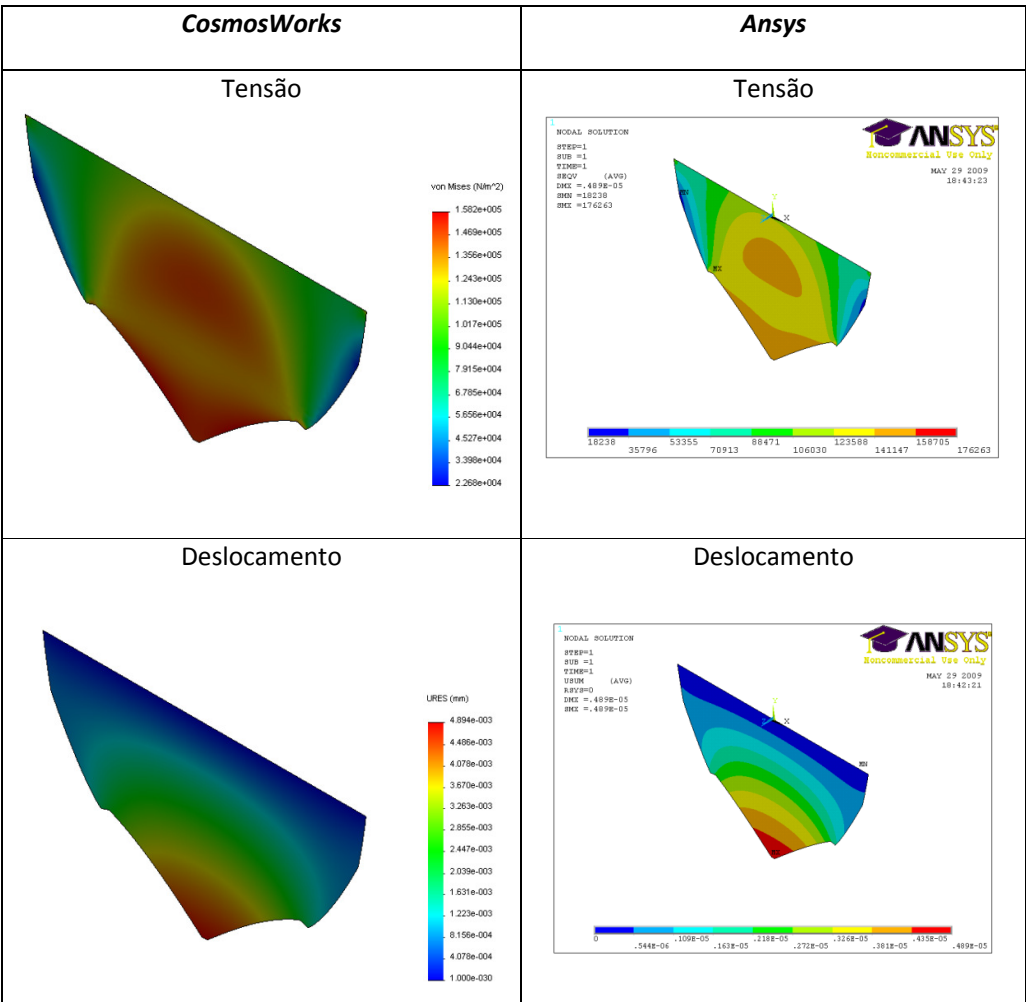 CosmosWorks
Ansys
Tensão
von Mises (N/m^2)
1.582e+005
1.469e+005
1.356e+005
1.243e+005
1.130e+005
1.017e+005
9.044e+004
7.915e+004
6.785e+004
5.656e+004
4.527e+004
3.398e+004
2.268e+004
Tensão
1
NODAL SOLUTION
STEP=1
SUB =1
TIME=1
SEQV (AVG)
DMX =.489E-05
SMN =18238
SMX =176263
ANSYS
Noncommercial Use Only
MAY 29 2009
18:43:23
MN
Y
X
MX
18238 53355 88471 123588 158705
35796 70913 106030 141147 176263
Deslocamento
URES (mm)
4.894e-003
4.486e-003
4.078e-003
3.670e-003
3.263e-003
2.855e-003
2.447e-003
2.039e-003
1.631e-003
1.223e-003
8.156e-004
4.078e-004
1.000e-030
Deslocamento
1
NODAL SOLUTION
STEP=1
SUB =1
TIME=1
USUM (AVG)
RSYS=0
DMX =.489E-05
SMX =.489E-05
ANSYS
Noncommercial Use Only
MAY 29 2009
18:42:21
Y
Z X
MN
MX
0 .109E-05 .218E-05 .326E-05 .435E-05
.544E-06 .163E-05 .272E-05 .381E-05 .489E-05